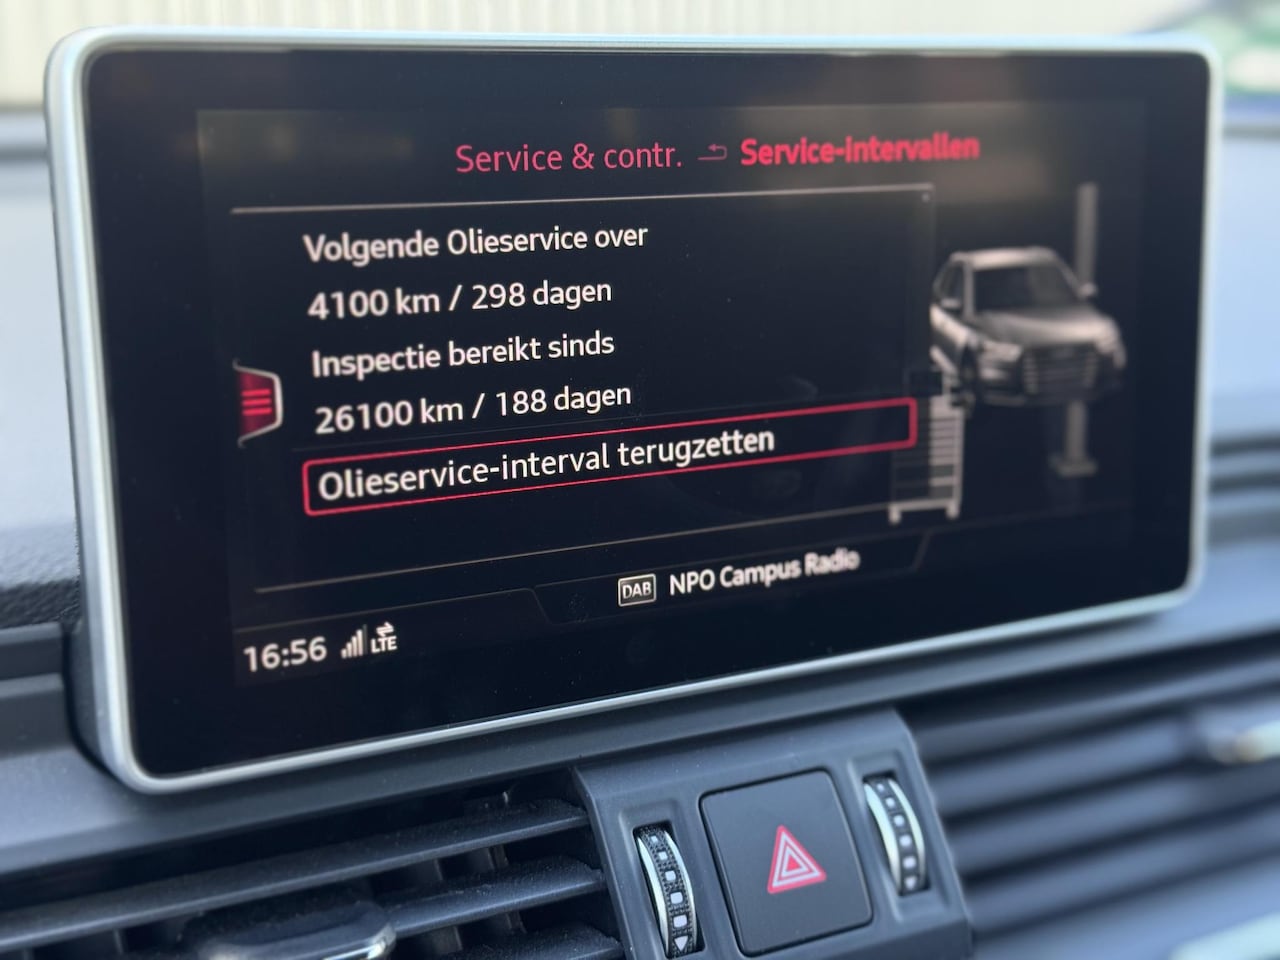 Service & contr. Service-intervallen
Volgende Olieservice over
4100 km / 298 dagen
Inspectie bereikt sinds
26100 km / 188 dagen
Olieservice-interval terugzetten
DAB NPO Campus Radio
16:56 LTE